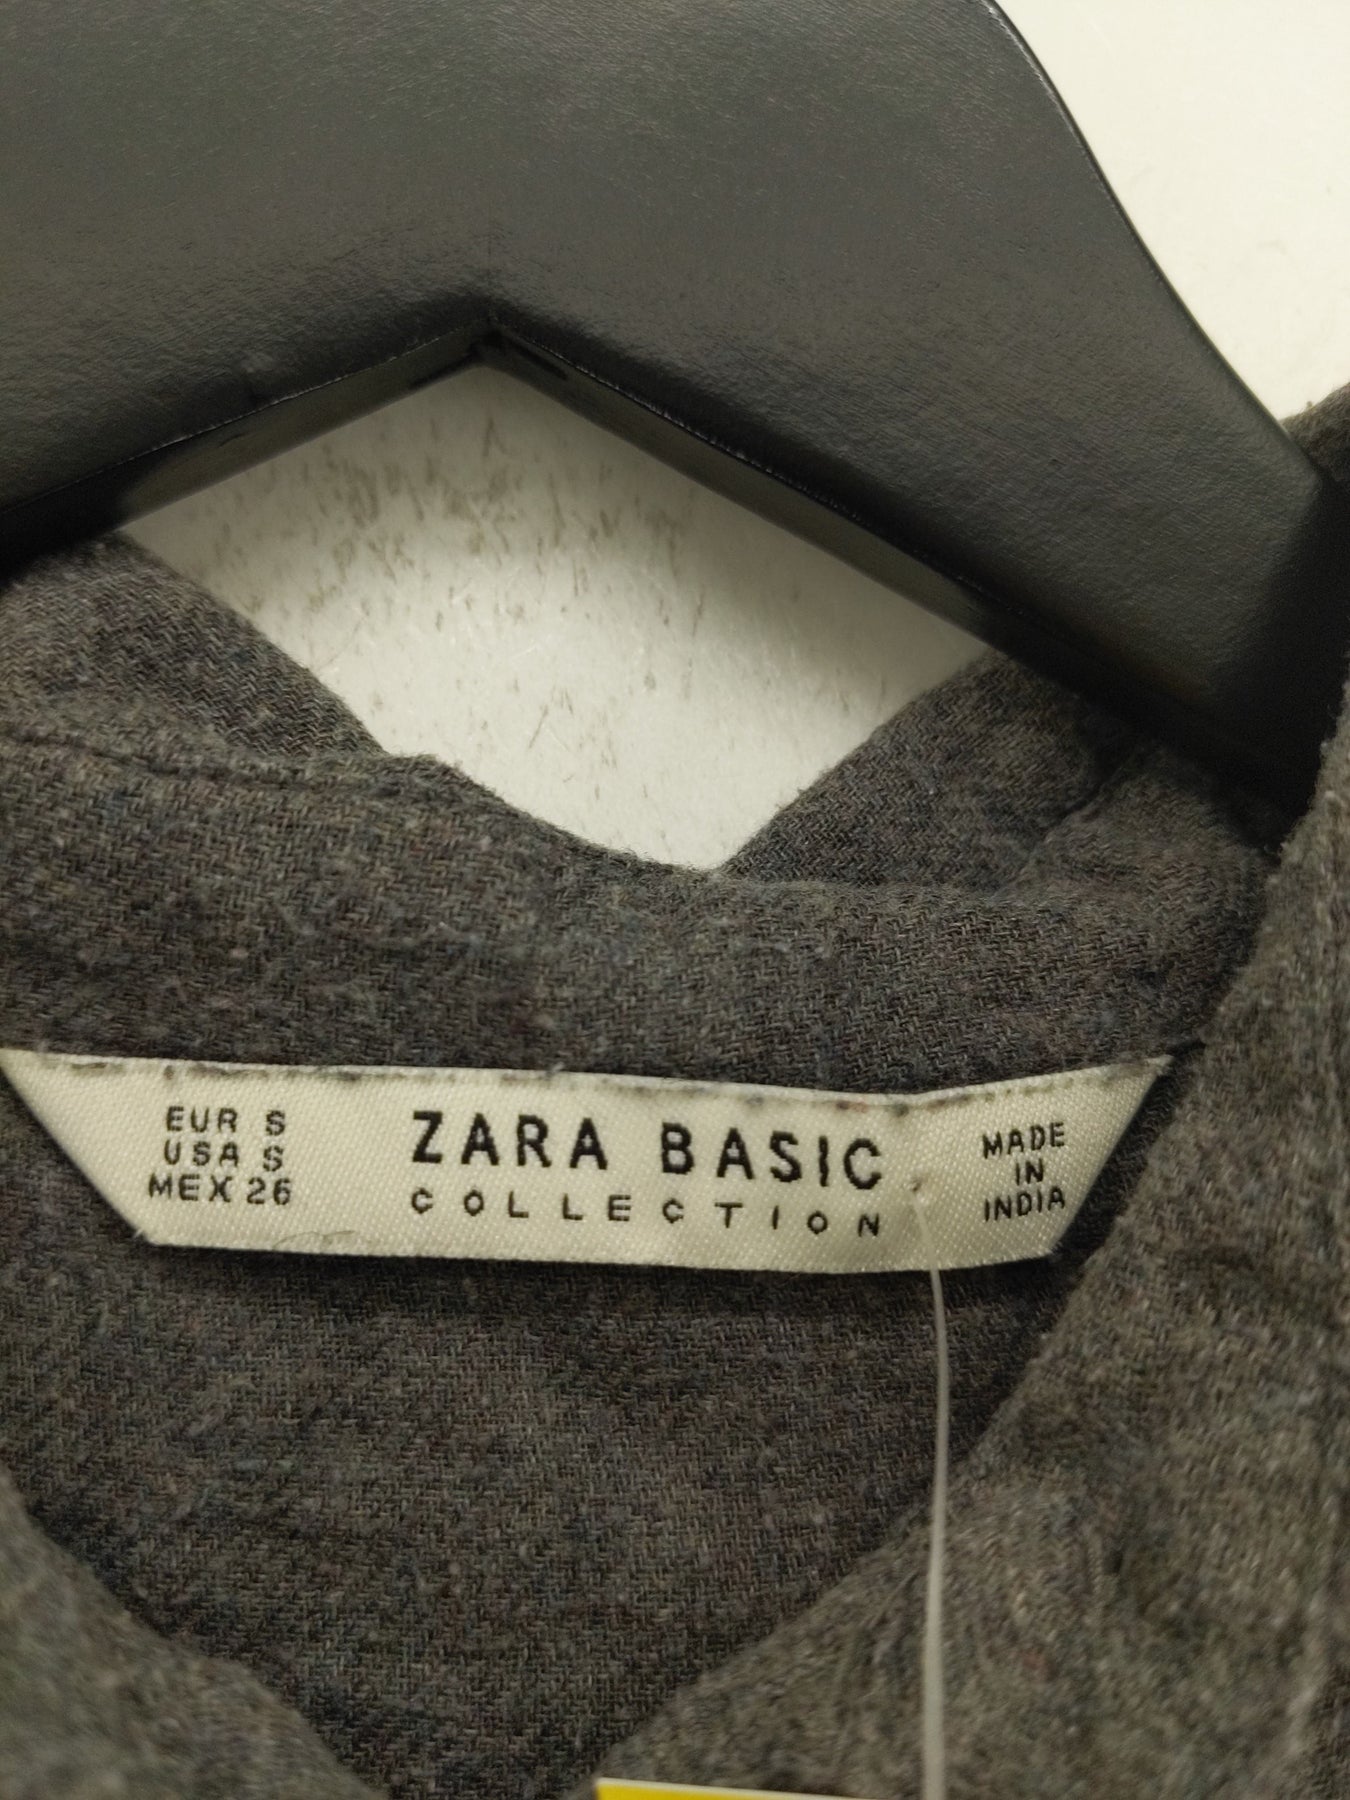 EUR S
USA S
MEX 26
ZARA BASIC
COLLECTION
MADE
IN
INDIA